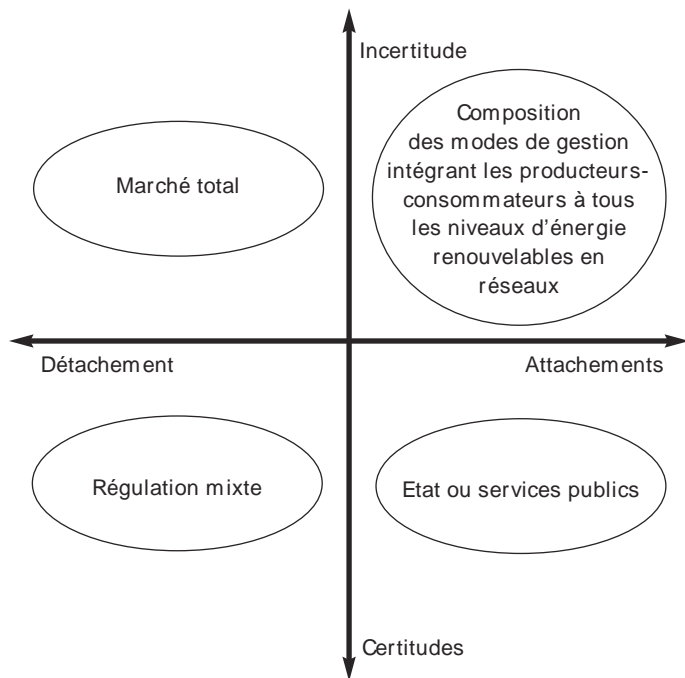 Incertitude
Composition
des modes de gestion
intégrant les producteurs-
consommateurs à tous
les niveaux d'énergie
renouvelables en
réseaux
Marché total
Détachement
Attachements
Régulation mixte
Etat ou services publics
Certitudes